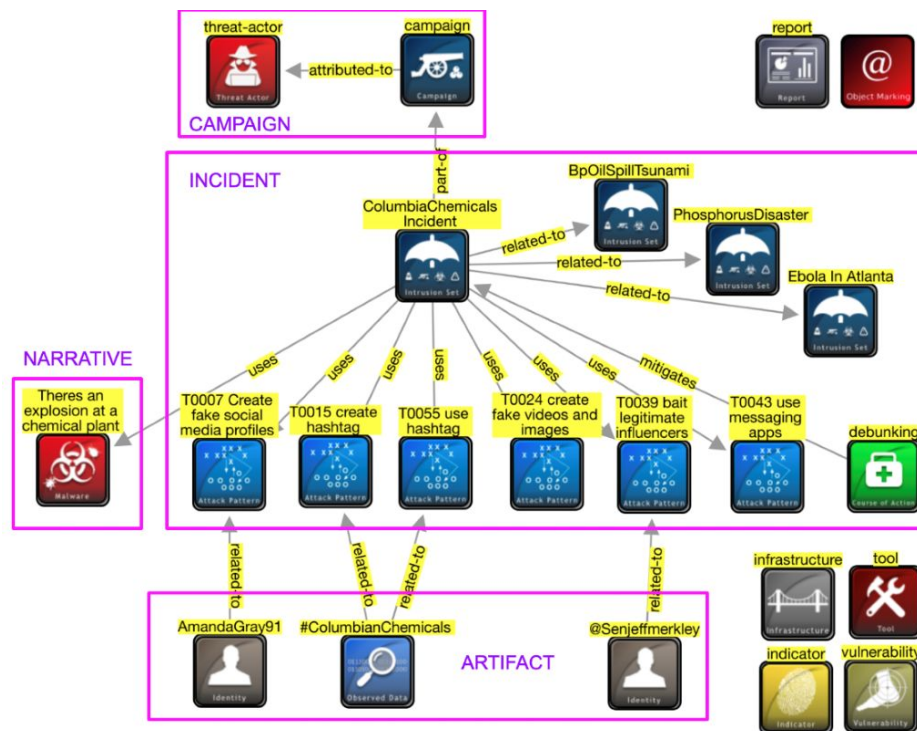 threat-actor
campaign
report
attributed-to
Threat Actor
Campaign
Report
Object Marking
CAMPAIGN
part-of
INCIDENT
BpOilSpillTsunami
ColumbiaChemicals
Incident
PhosphorusDisaster
related-to
Intrusion Set
related-to
Ebola In Atlanta
Intrusion Set
Intrusion Set
related-to
Intrusion Set
NARRATIVE
uses
uses
uses
uses
uses
uses
uses
mitigates
Theres an
explosion at a
chemical plant
Malware
T0007 Create
fake social
media profiles
Attack Pattern
T0015 create
hashtag
Attack Pattern
T0055 use
hashtag
Attack Pattern
T0024 create
fake videos and
images
Attack Pattern
T0039 bait
legitimate
influencers
Attack Pattern
T0043 use
messaging
apps
Attack Pattern
debunking
Course of Action
related-to
related-to
related-to
related-to
infrastructure
tool
Infrastructure
Tool
AmandaGray91
#ColumbianChemicals
@Senjeffmerkley
ARTIFACT
Identity
Observed Data
Identity
indicator
vulnerability
Indicator
Vulnerability